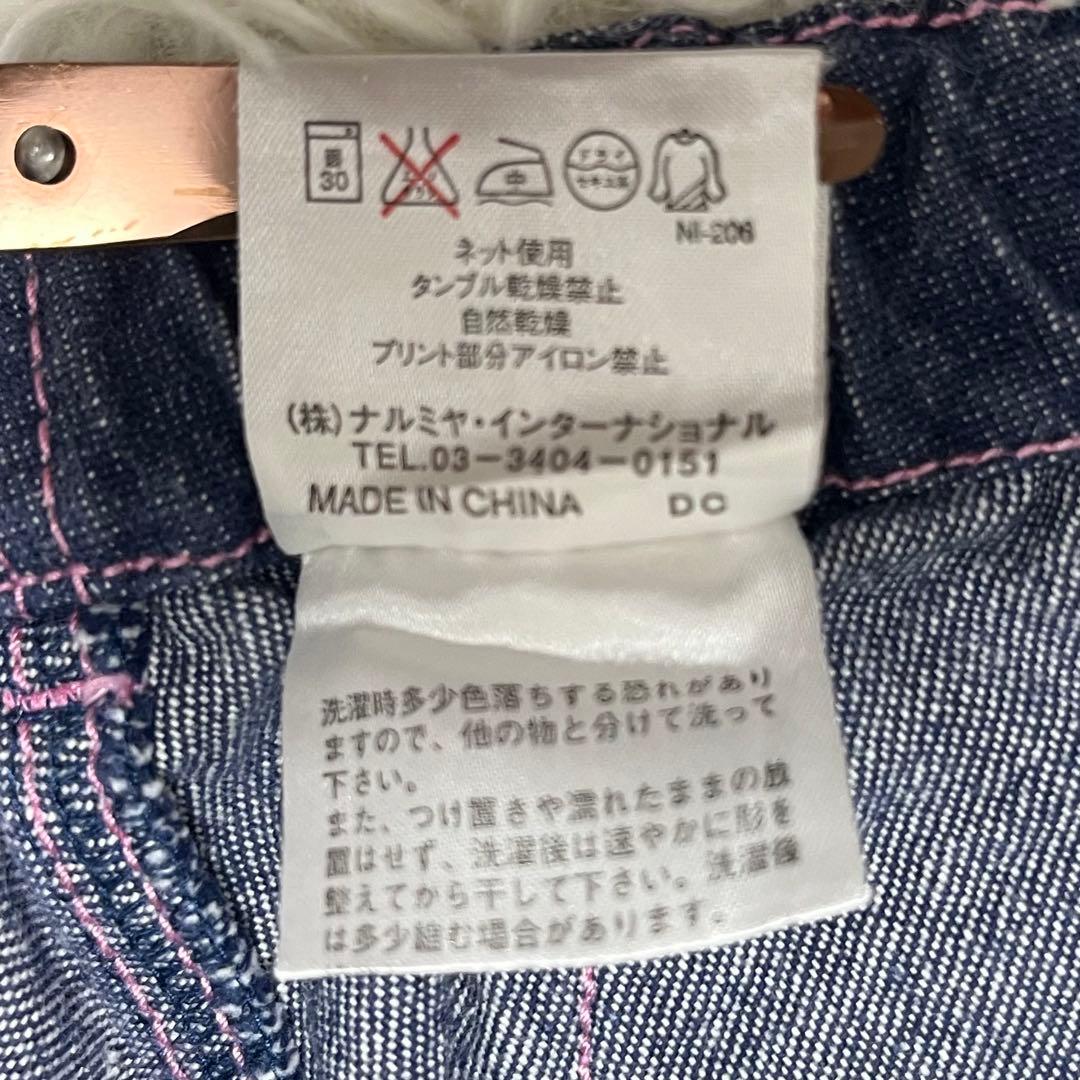 弱
30
エンソ
サラシ
中
ドライ
セキユ系
NI-206
ネット使用
タンブル乾燥禁止
自然乾燥
プリント部分アイロン禁止
(株)ナルミヤ・インターナショナル
TEL.03-3404-0151
MADE IN CHINA DC
洗濯時多少色落ちする恐れがあり
ますので、他の物と分けて洗って
下さい。
また、つけ置きや濡れたままの放
置はせず、洗濯後は速やかに形を
整えてから干して下さい。洗濯後
は多少縮む場合があります。